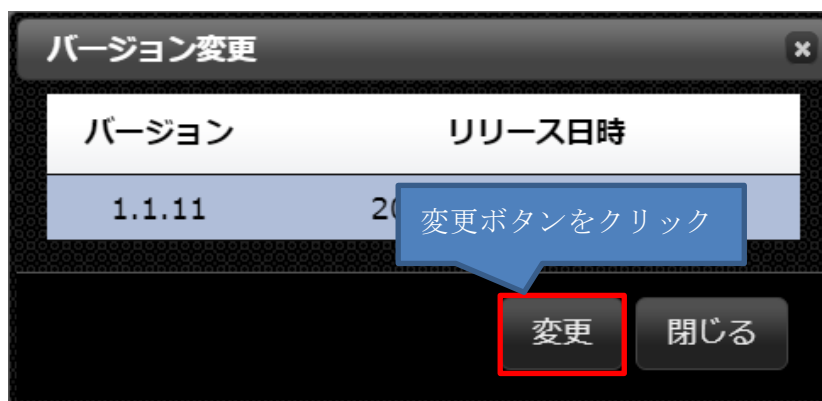 バージョン変更
バージョン リリース日時
1.1.11
変更ボタンをクリック
変更 閉じる